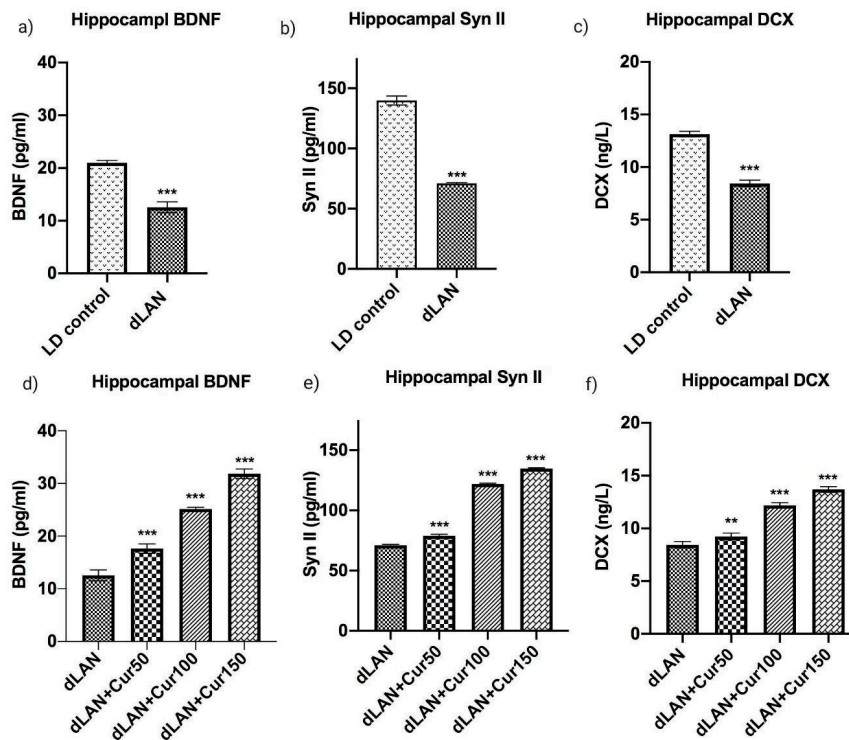 a)
Hippocampl BDNF
BDNF (pg/ml)
40
30
20
10
0
***
LD control
dLAN
b)
Hippocampal Syn II
Syn II (pg/ml)
150
100
50
0
***
LD control
dLAN
c)
Hippocampal DCX
DCX (ng/L)
20
15
10
5
0
***
LD control
dLAN
d)
Hippocampal BDNF
BDNF (pg/ml)
40
30
20
10
0
***
***
***
dLAN
dLAN+Cur50
dLAN+Cur100
dLAN+Cur150
e)
Hippocampal Syn II
Syn II (pg/ml)
150
100
50
0
***
***
***
dLAN
dLAN+Cur50
dLAN+Cur100
dLAN+Cur150
f)
Hippocampal DCX
DCX (ng/L)
20
15
10
5
0
**
***
***
dLAN
dLAN+Cur50
dLAN+Cur100
dLAN+Cur150